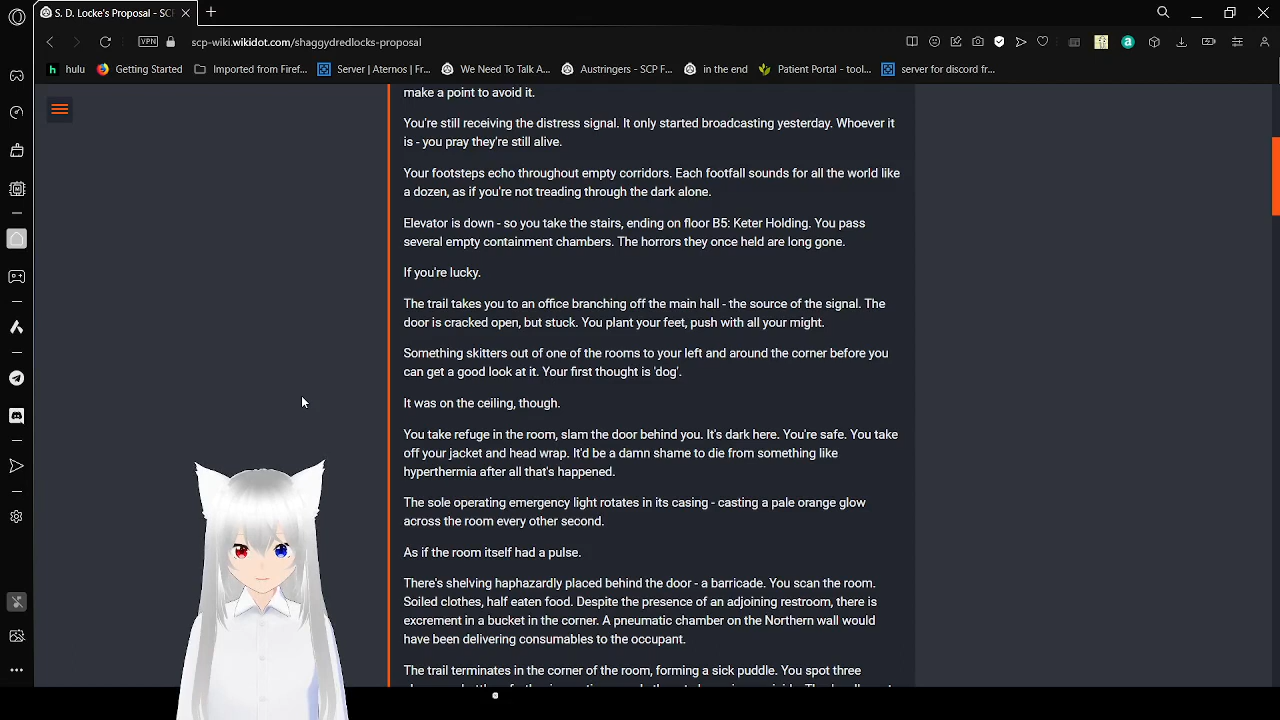 S. D. Locke's Proposal - SCP
scp-wiki.wikidot.com/shaggydredlocks-proposal
VPN
hulu
Getting Started
Imported from Firef...
Server | Aternos | Fr...
We Need To Talk A...
Austringers - SCP F...
in the end
Patient Portal - tool...
server for discord fr...
make a point to avoid it.
You're still receiving the distress signal. It only started broadcasting yesterday. Whoever it
is - you pray they're still alive.
Your footsteps echo throughout empty corridors. Each footfall sounds for all the world like
a dozen, as if you're not treading through the dark alone.
Elevator is down - so you take the stairs, ending on floor B5: Keter Holding. You pass
several empty containment chambers. The horrors they once held are long gone.
If you're lucky.
The trail takes you to an office branching off the main hall - the source of the signal. The
door is cracked open, but stuck. You plant your feet, push with all your might.
Something skitters out of one of the rooms to your left and around the corner before you
can get a good look at it. Your first thought is 'dog'.
It was on the ceiling, though.
You take refuge in the room, slam the door behind you. It's dark here. You're safe. You take
off your jacket and head wrap. It'd be a damn shame to die from something like
hyperthermia after all that's happened.
The sole operating emergency light rotates in its casing - casting a pale orange glow
across the room every other second.
As if the room itself had a pulse.
There's shelving haphazardly placed behind the door - a barricade. You scan the room.
Soiled clothes, half eaten food. Despite the presence of an adjoining restroom, there is
excrement in a bucket in the corner. A pneumatic chamber on the Northern wall would
have been delivering consumables to the occupant.
The trail terminates in the corner of the room, forming a sick puddle. You spot three